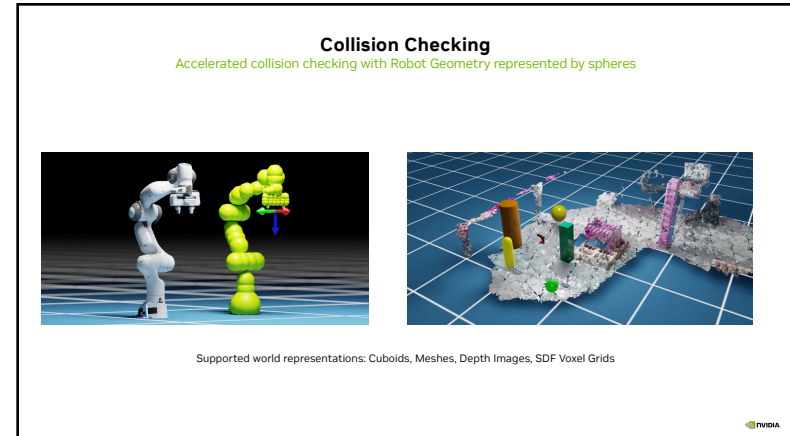 Collision Checking
Accelerated collision checking with Robot Geometry represented by spheres
Supported world representations: Cuboids, Meshes, Depth Images, SDF Voxel Grids
NVIDIA